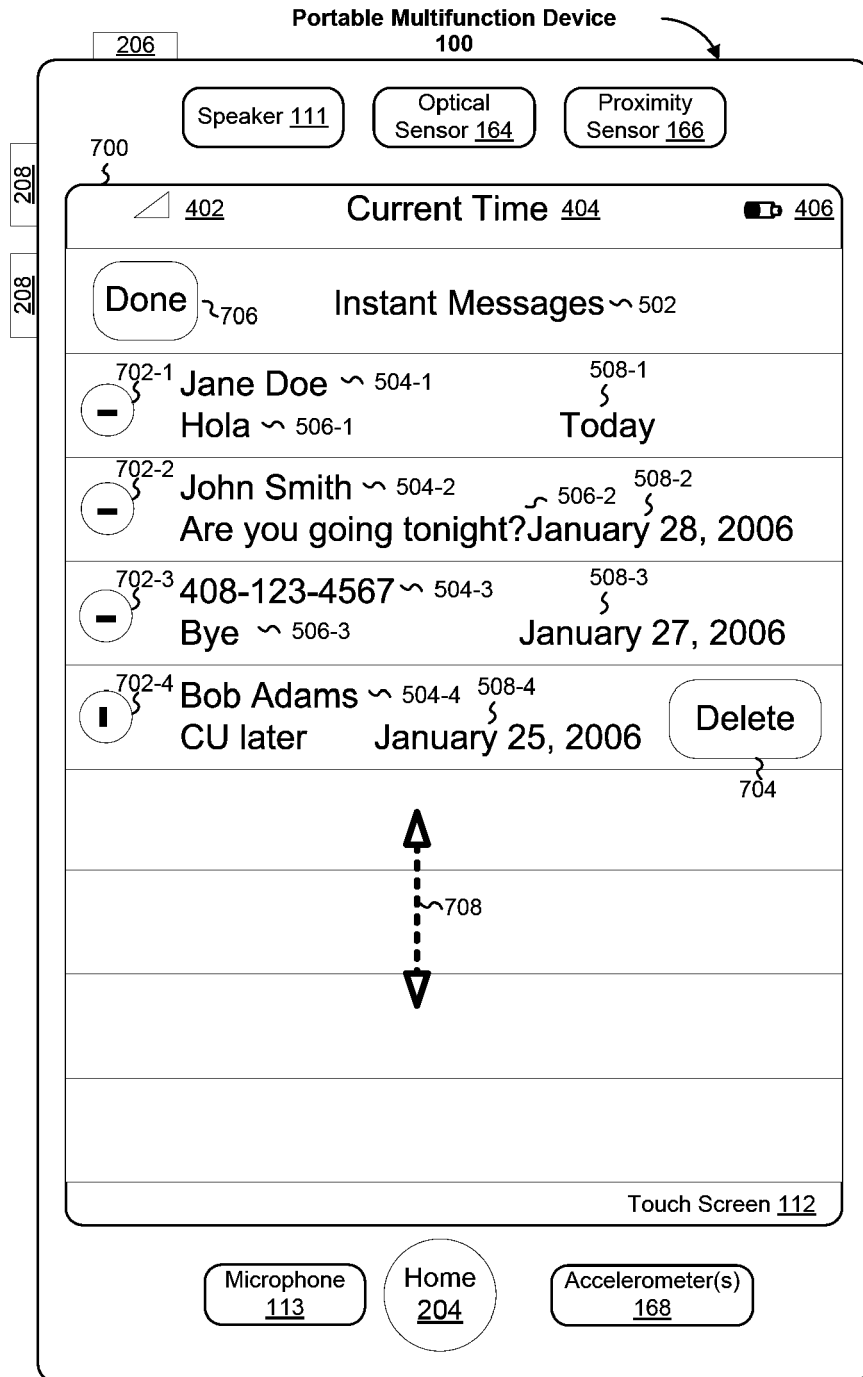 Portable Multifunction Device
100
206
Speaker 111
Optical
Sensor 164
Proximity
Sensor 166
700
208
208
402
Current Time 404
406
Done
706
Instant Messages 502
702-1
Jane Doe 504-1
508-1
Hola 506-1
Today
702-2
John Smith 504-2
506-2
508-2
Are you going tonight?January 28, 2006
702-3
408-123-4567 504-3
508-3
Bye 506-3
January 27, 2006
702-4
Bob Adams 504-4
508-4
CU later
January 25, 2006
Delete
704
708
Touch Screen 112
Microphone
113
Home
204
Accelerometer(s)
168